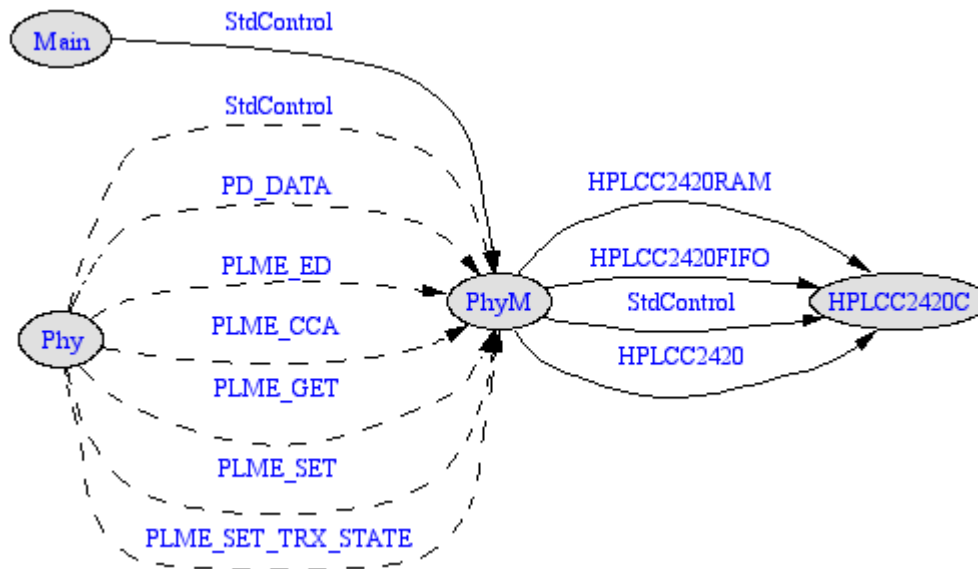 StdControl
Main
StdControl
PD_DATA
HPLCC2420RAM
PLME_ED
HPLCC2420FIFO
PhyM
StdControl
HPLCC2420C
PLME_CCA
Phy
HPLCC2420
PLME_GET
PLME_SET
PLME_SET_TRX_STATE